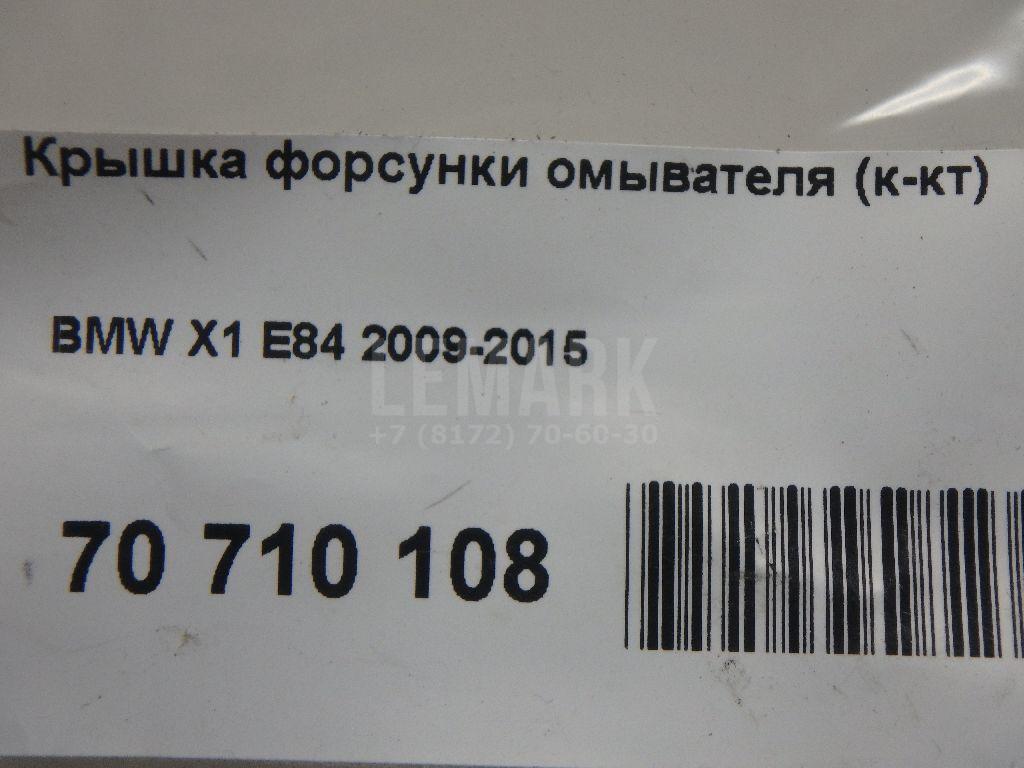 Крышка форсунки омывателя (к-кт)
BMW X1 E84 2009-2015
LEMARK
+7 (8172) 70-60-30
70 710 108